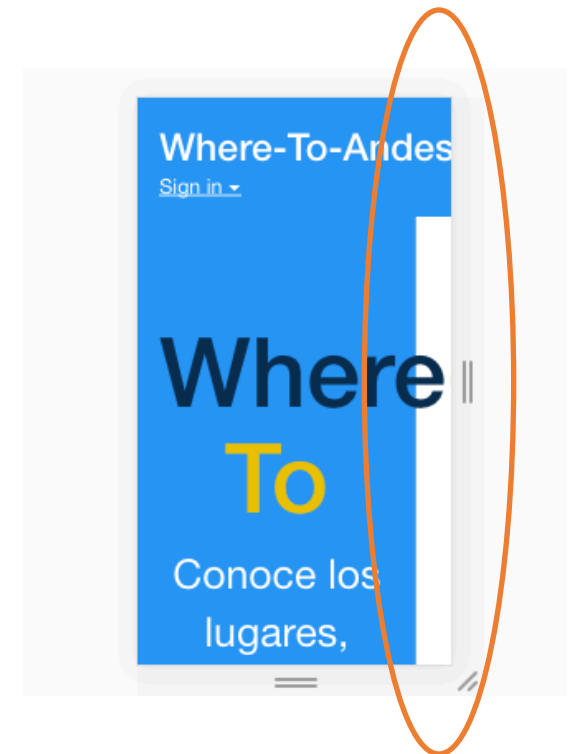 Where-To-Andes
Sign in
Where
To
Conoce los
lugares,